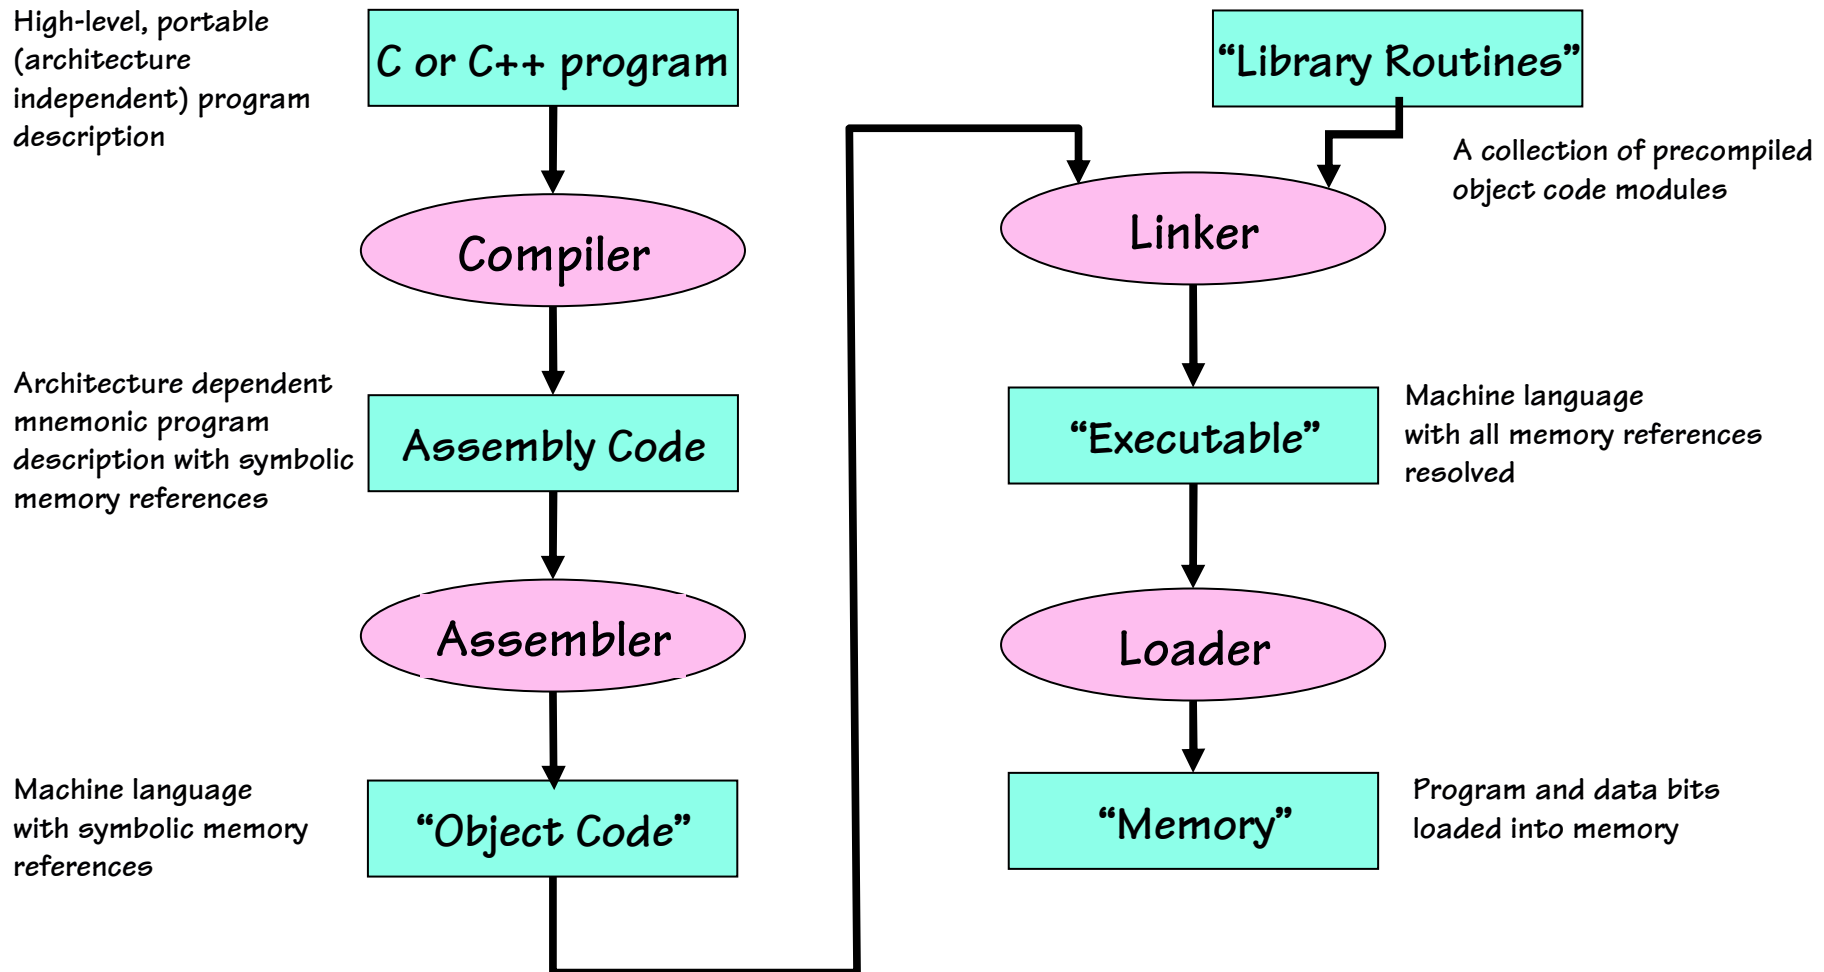 High-level, portable
(architecture
independent) program
description
C or C++ program
Compiler
Architecture dependent
mnemonic program
description with symbolic
memory references
Assembly Code
Assembler
Machine language
with symbolic memory
references
“Object Code”
“Library Routines”
A collection of precompiled
object code modules
Linker
“Executable”
Machine language
with all memory references
resolved
Loader
“Memory”
Program and data bits
loaded into memory